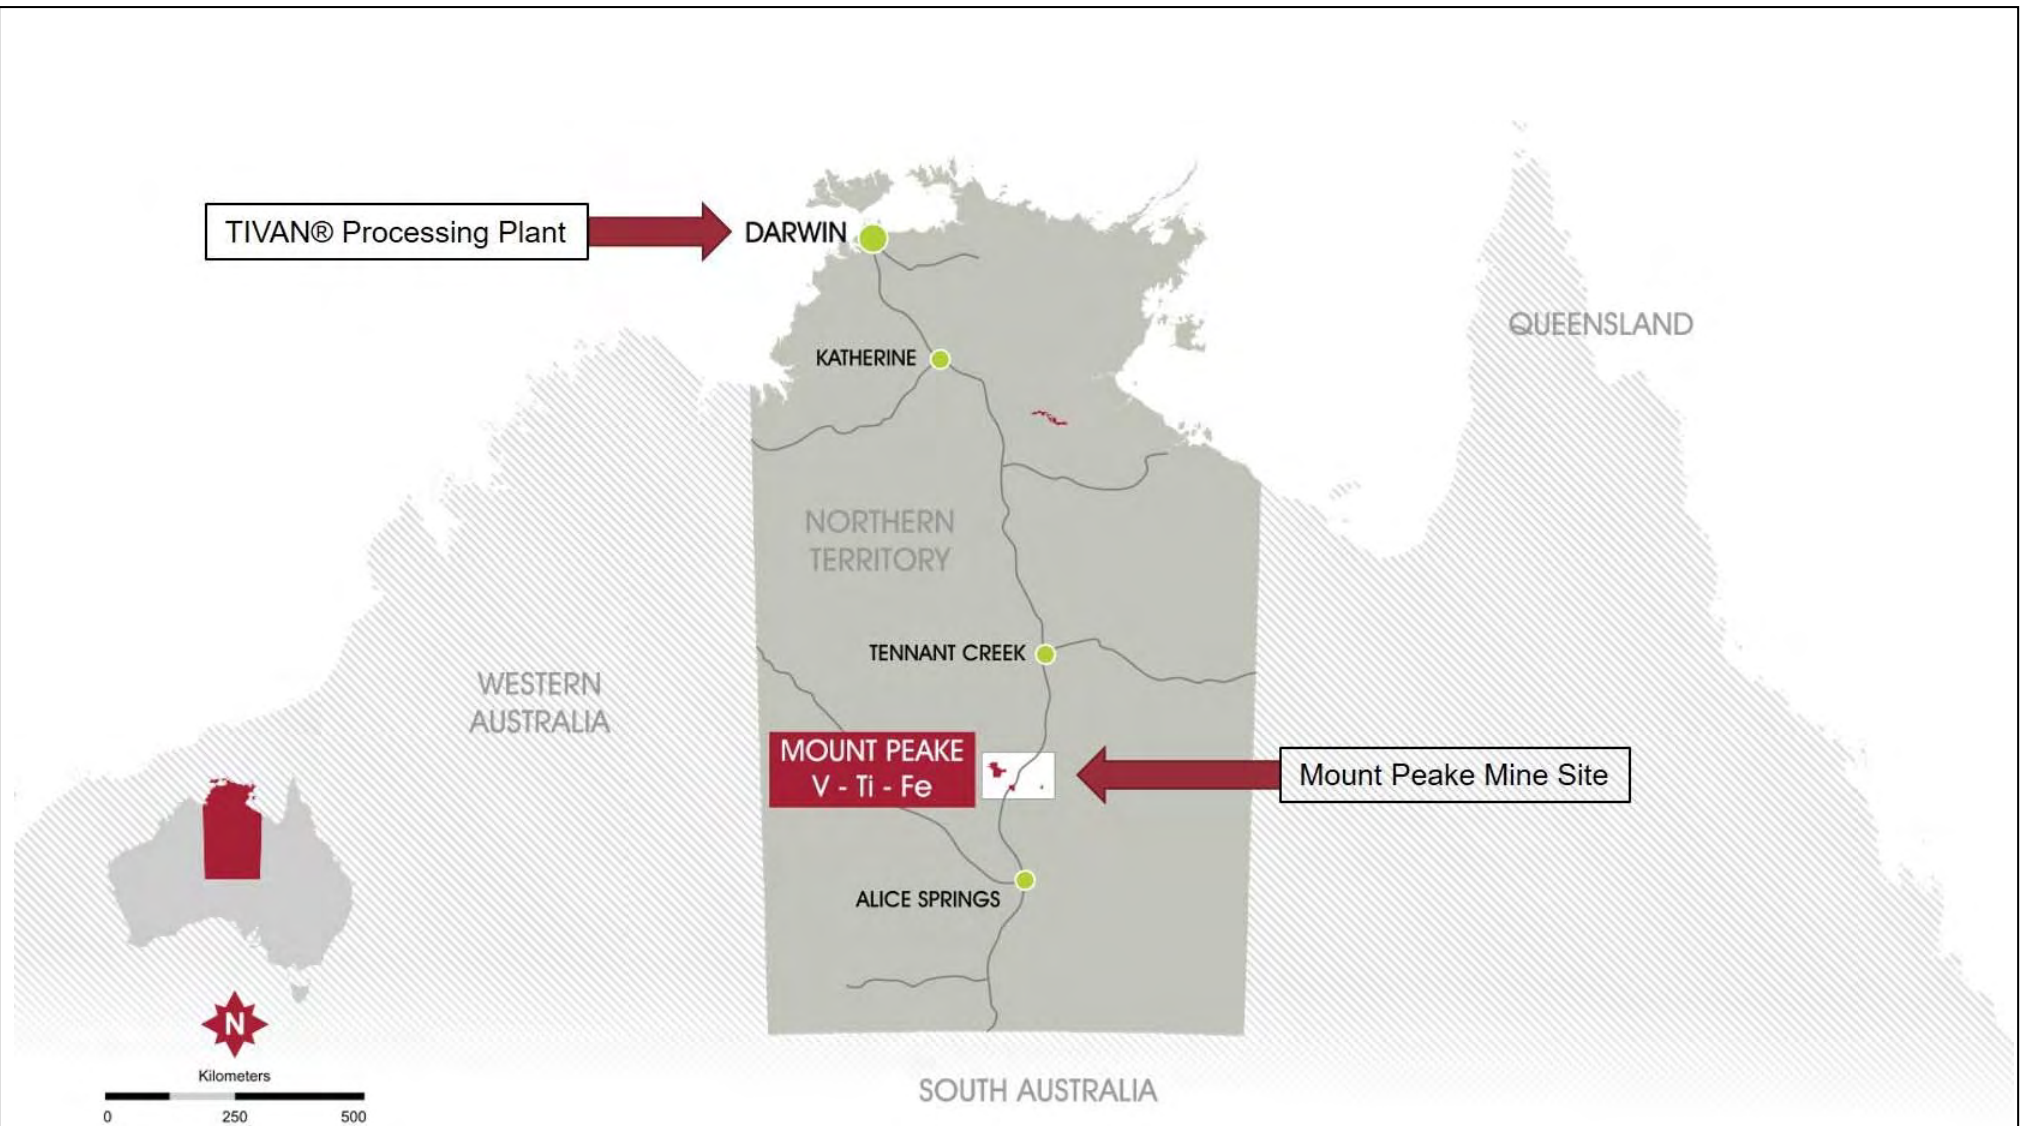 TIVAN® Processing Plant
DARWIN
QUEENSLAND
KATHERINE
NORTHERN
TERRITORY
TENNANT CREEK
WESTERN
AUSTRALIA
MOUNT PEAKE
V - Ti - Fe
Mount Peake Mine Site
ALICE SPRINGS
N
Kilometers
0 250 500
SOUTH AUSTRALIA